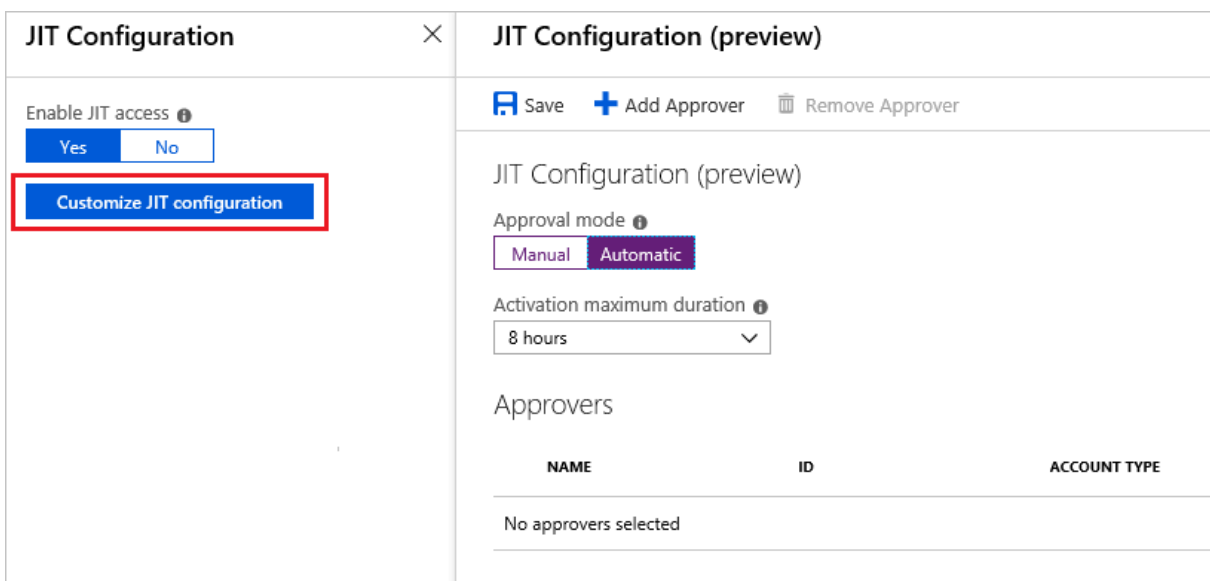 JIT Configuration
Enable JIT access
Yes No
Customize JIT configuration
JIT Configuration (preview)
Save Add Approver Remove Approver
JIT Configuration (preview)
Approval mode
Manual Automatic
Activation maximum duration
8 hours
Approvers
NAME ID ACCOUNT TYPE
No approvers selected